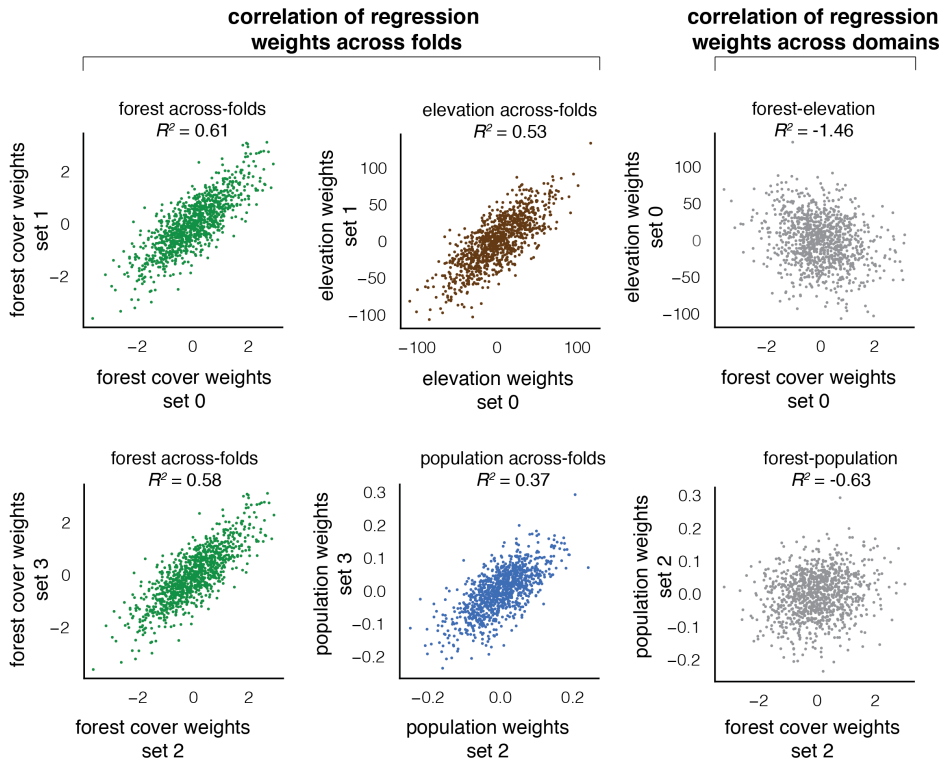 correlation of regression
weights across folds
correlation of regression
weights across domains
forest across-folds
R² = 0.61
forest cover weights
set 1
2
0
−2
−2 0 2
forest cover weights
set 0
elevation across-folds
R² = 0.53
elevation weights
set 1
100
50
0
−50
−100
−100 0 100
elevation weights
set 0
forest-elevation
R² = -1.46
elevation weights
set 0
100
50
0
−50
−100
−2 0 2
forest cover weights
set 0
forest across-folds
R² = 0.58
forest cover weights
set 3
2
0
−2
−2 0 2
forest cover weights
set 2
population across-folds
R² = 0.37
population weights
set 3
0.3
0.2
0.1
0.0
−0.1
−0.2
−0.2 0.0 0.2
population weights
set 2
forest-population
R² = -0.63
population weights
set 2
0.3
0.2
0.1
0.0
−0.1
−0.2
−2 0 2
forest cover weights
set 2